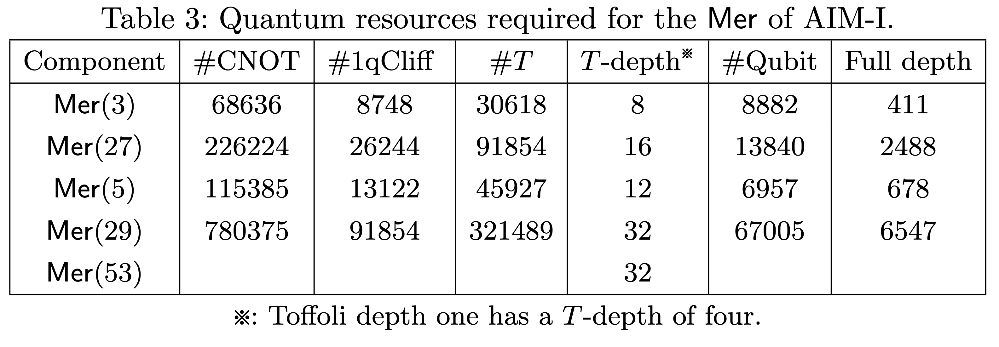 Table 3: Quantum resources required for the Mer of AIM-I.
Component #CNOT #1qCliff #T T-depth※ #Qubit Full depth
Mer(3) 68636 8748 30618 8 8882 411
Mer(27) 226224 26244 91854 16 13840 2488
Mer(5) 115385 13122 45927 12 6957 678
Mer(29) 780375 91854 321489 32 67005 6547
Mer(53) 32
※: Toffoli depth one has a T-depth of four.